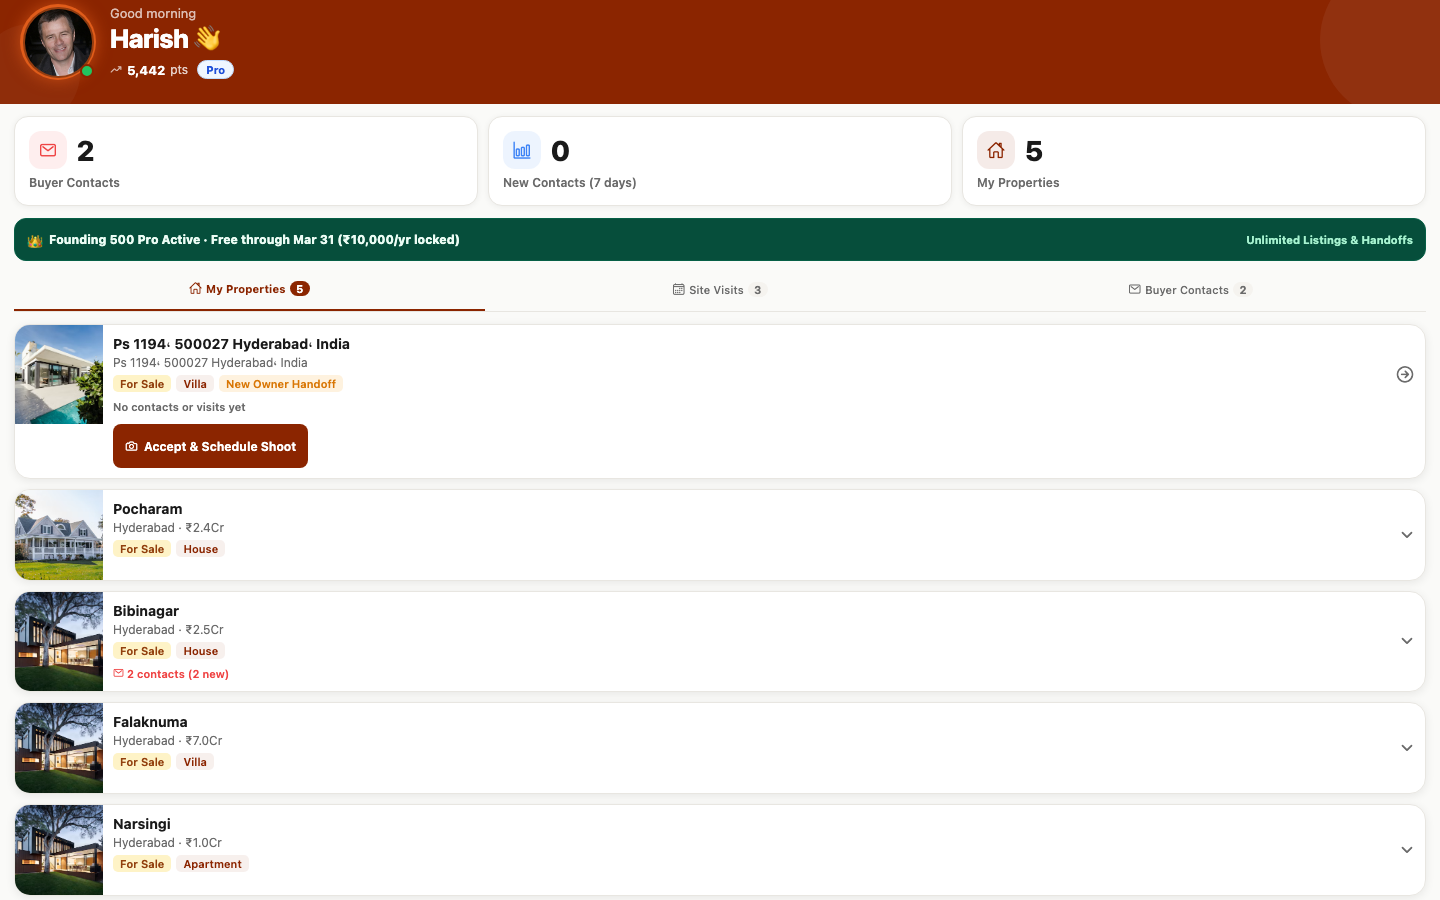 Good morning
Harish 👋
5,442 pts Pro
2
Buyer Contacts
0
New Contacts (7 days)
5
My Properties
👑 Founding 500 Pro Active · Free through Mar 31 (₹10,000/yr locked)
Unlimited Listings & Handoffs
My Properties 5
Site Visits 3
Buyer Contacts 2
Ps 1194، 500027 Hyderabad، India
Ps 1194، 500027 Hyderabad، India
For Sale Villa New Owner Handoff
No contacts or visits yet
Accept & Schedule Shoot
Pocharam
Hyderabad · ₹2.4Cr
For Sale House
Bibinagar
Hyderabad · ₹2.5Cr
For Sale House
2 contacts (2 new)
Falaknuma
Hyderabad · ₹7.0Cr
For Sale Villa
Narsingi
Hyderabad · ₹1.0Cr
For Sale Apartment